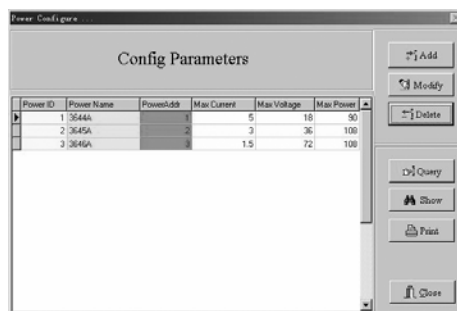 Power Configure ...
Config Parameters
Power ID Power Name PowerAddr Max Current Max Voltage Max Power
1 3644A 1 5 18 90
2 3645A 2 3 36 108
3 3646A 3 1.5 72 108
Add
Modify
Delete
Query
Show
Print
Close